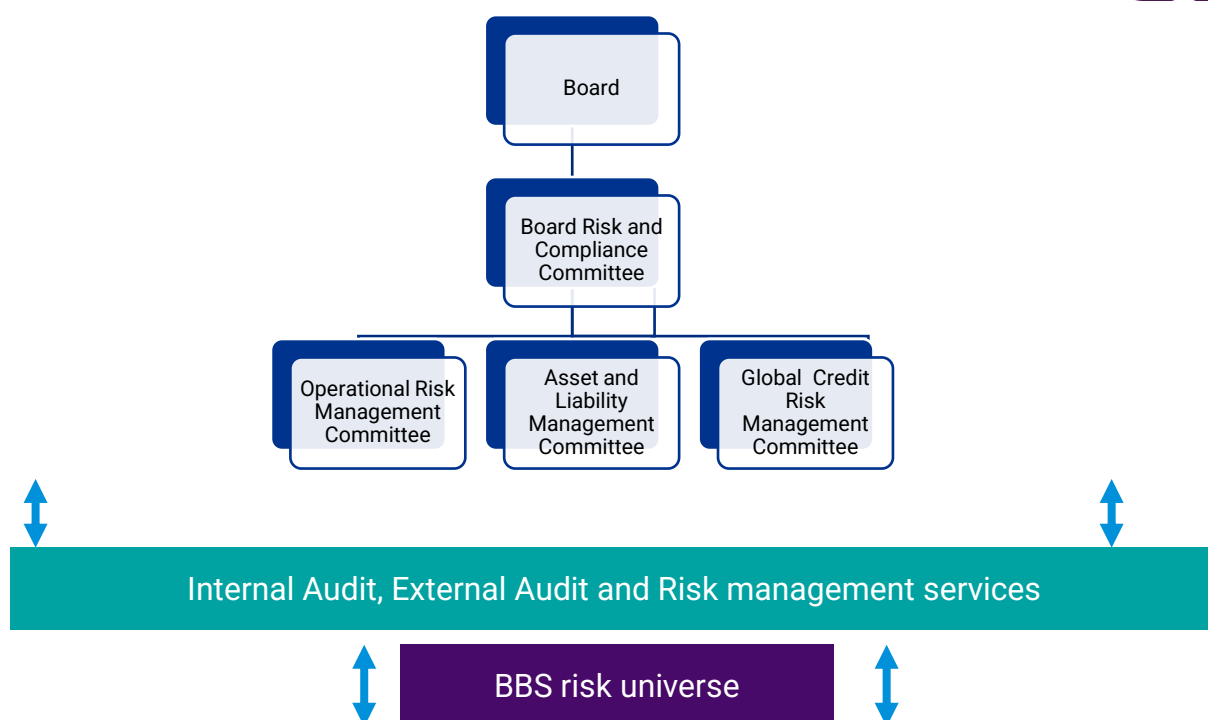 Board
Board Risk and
Compliance
Committee
Operational Risk
Management
Committee
Asset and
Liability
Management
Committee
Global Credit
Risk
Management
Committee
Internal Audit, External Audit and Risk management services
BBS risk universe